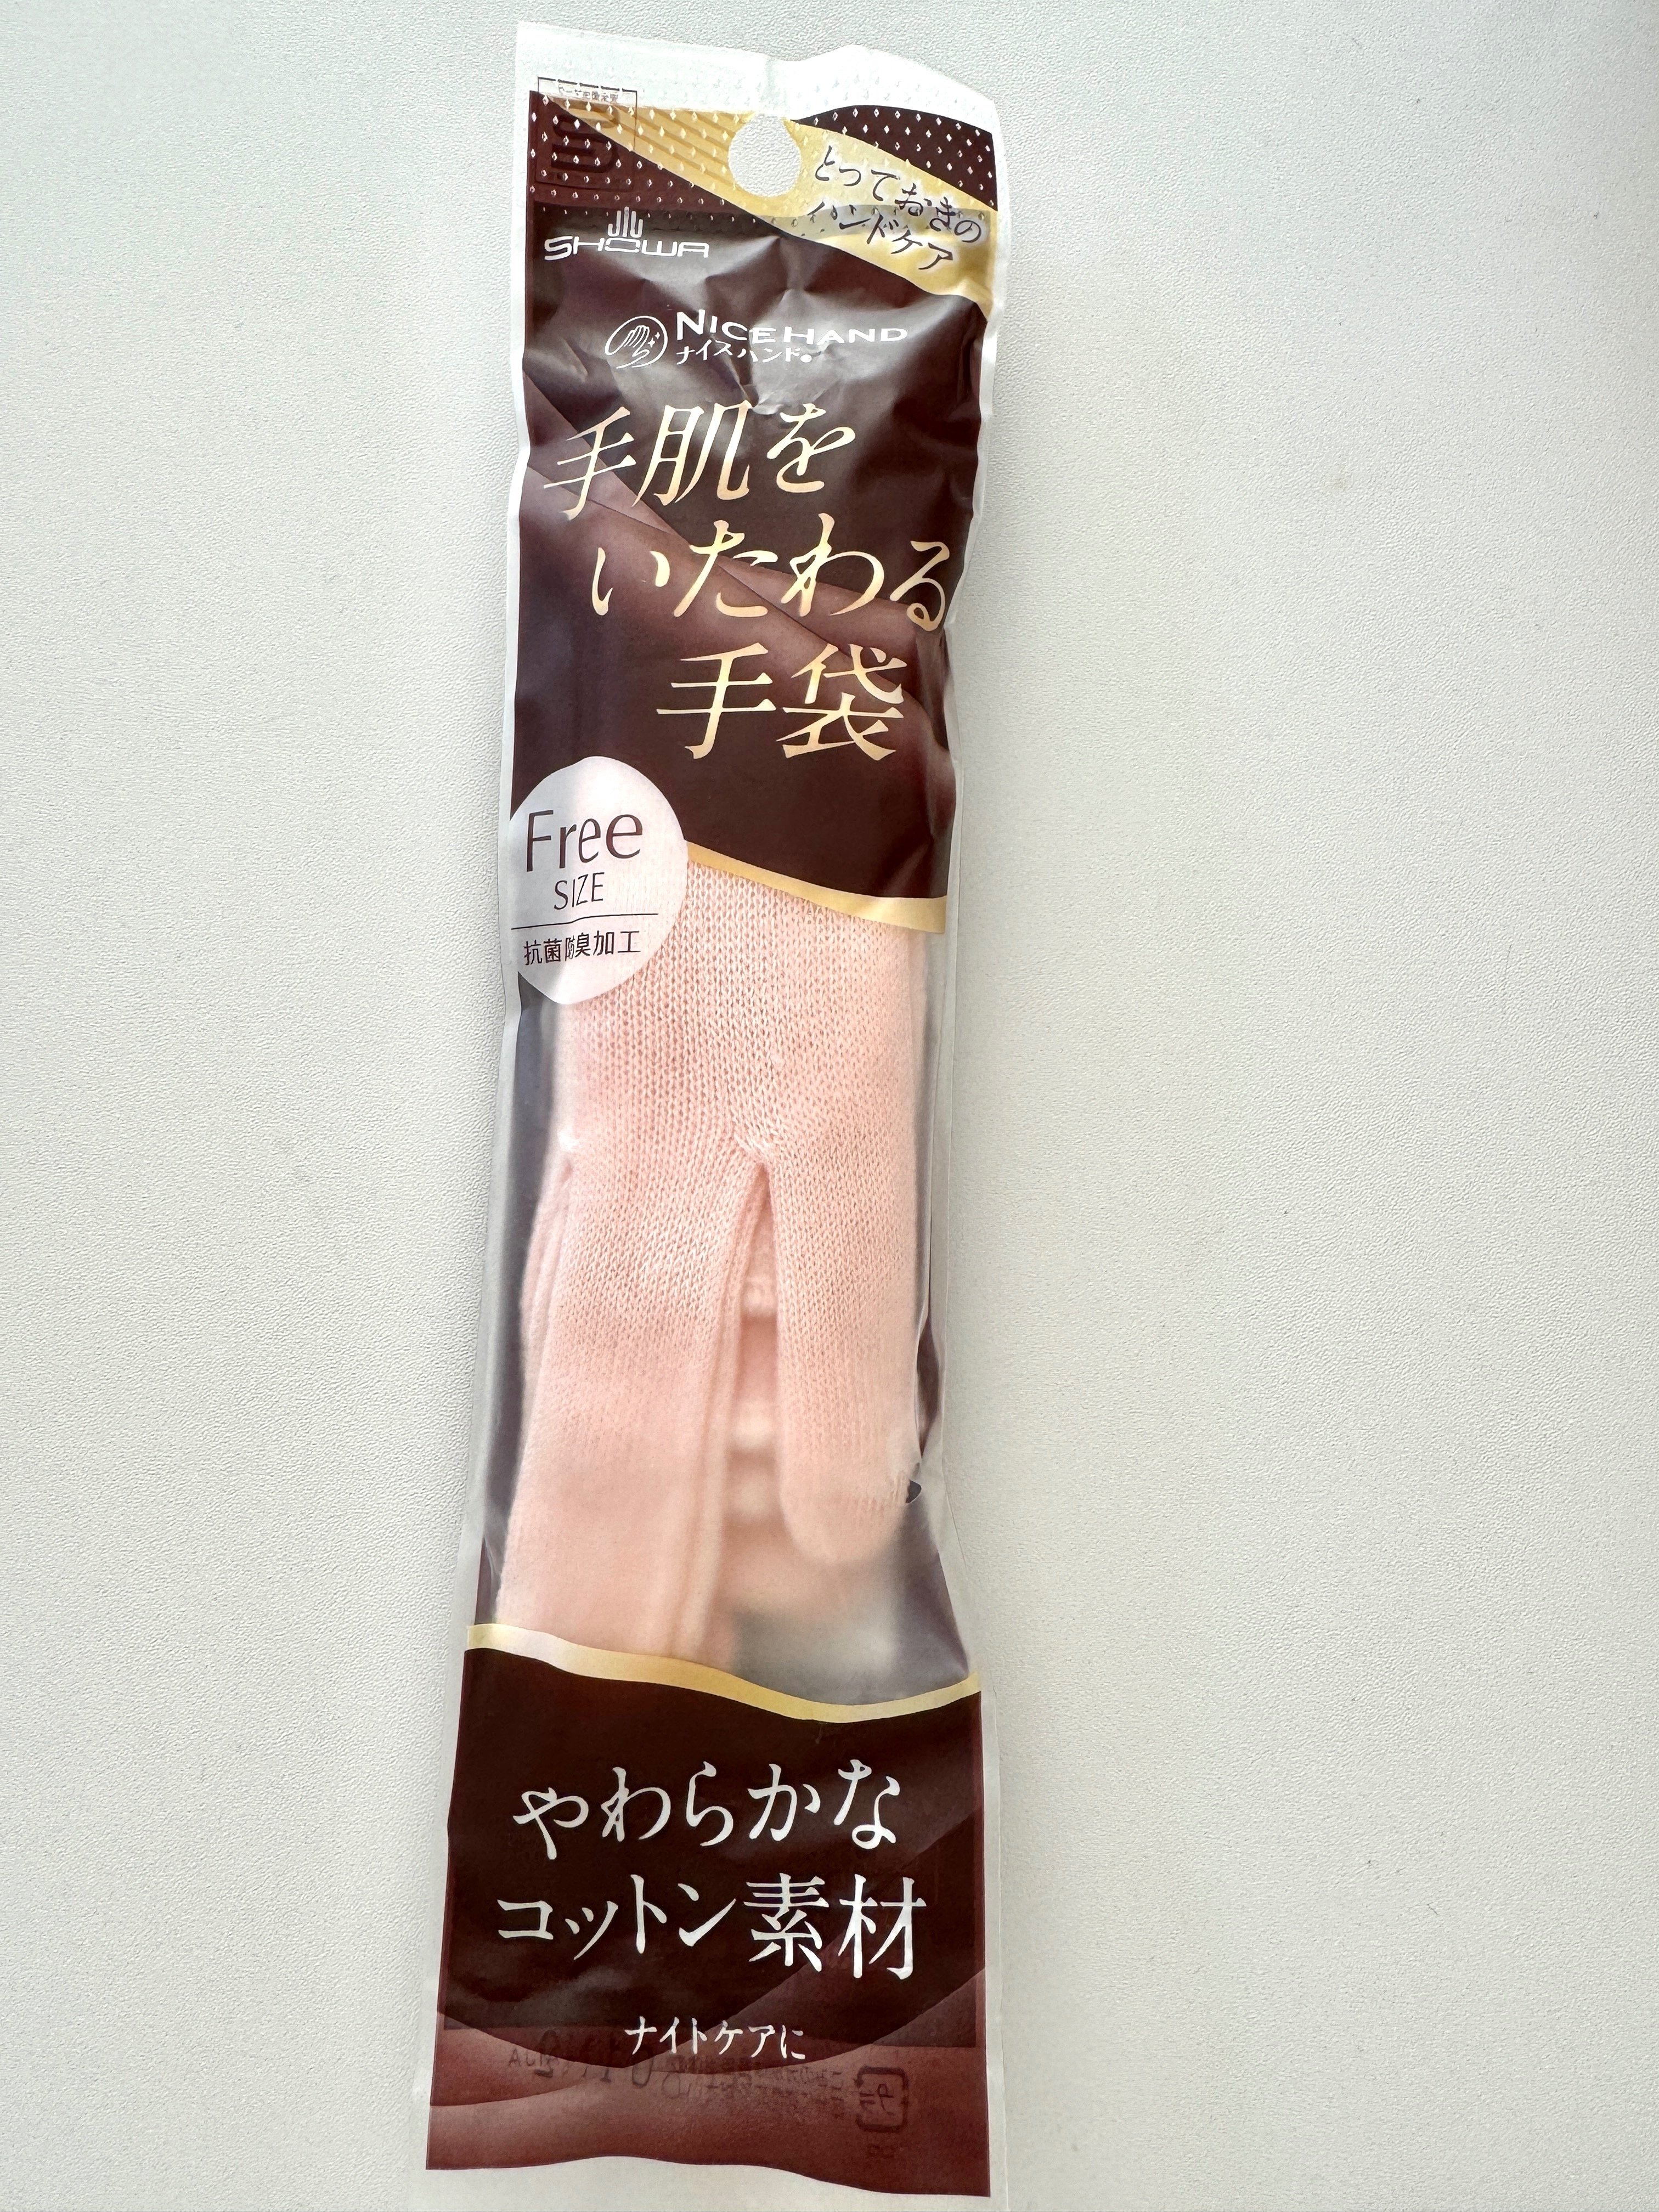 とっておきの
ハンドケア
SHOWA
NICE HAND
ナイスハンド®
手肌を
いたわる
手袋
Free
SIZE
抗菌防臭加工
やわらかな
コットン素材
ナイトケアに